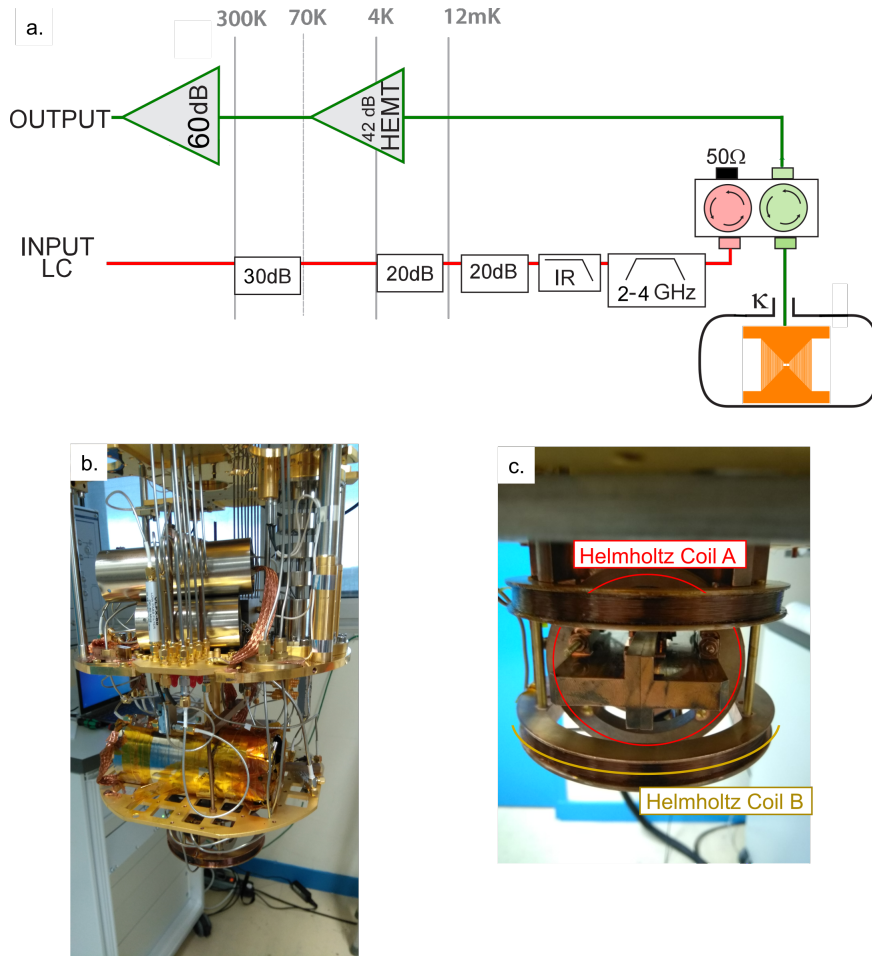 a.
300K
70K
4K
12mK
OUTPUT
60dB
42 dB
HEMT
50Ω
INPUT
LC
30dB
20dB
20dB
IR
2-4 GHz
κ
b.
c.
Helmholtz Coil A
Helmholtz Coil B